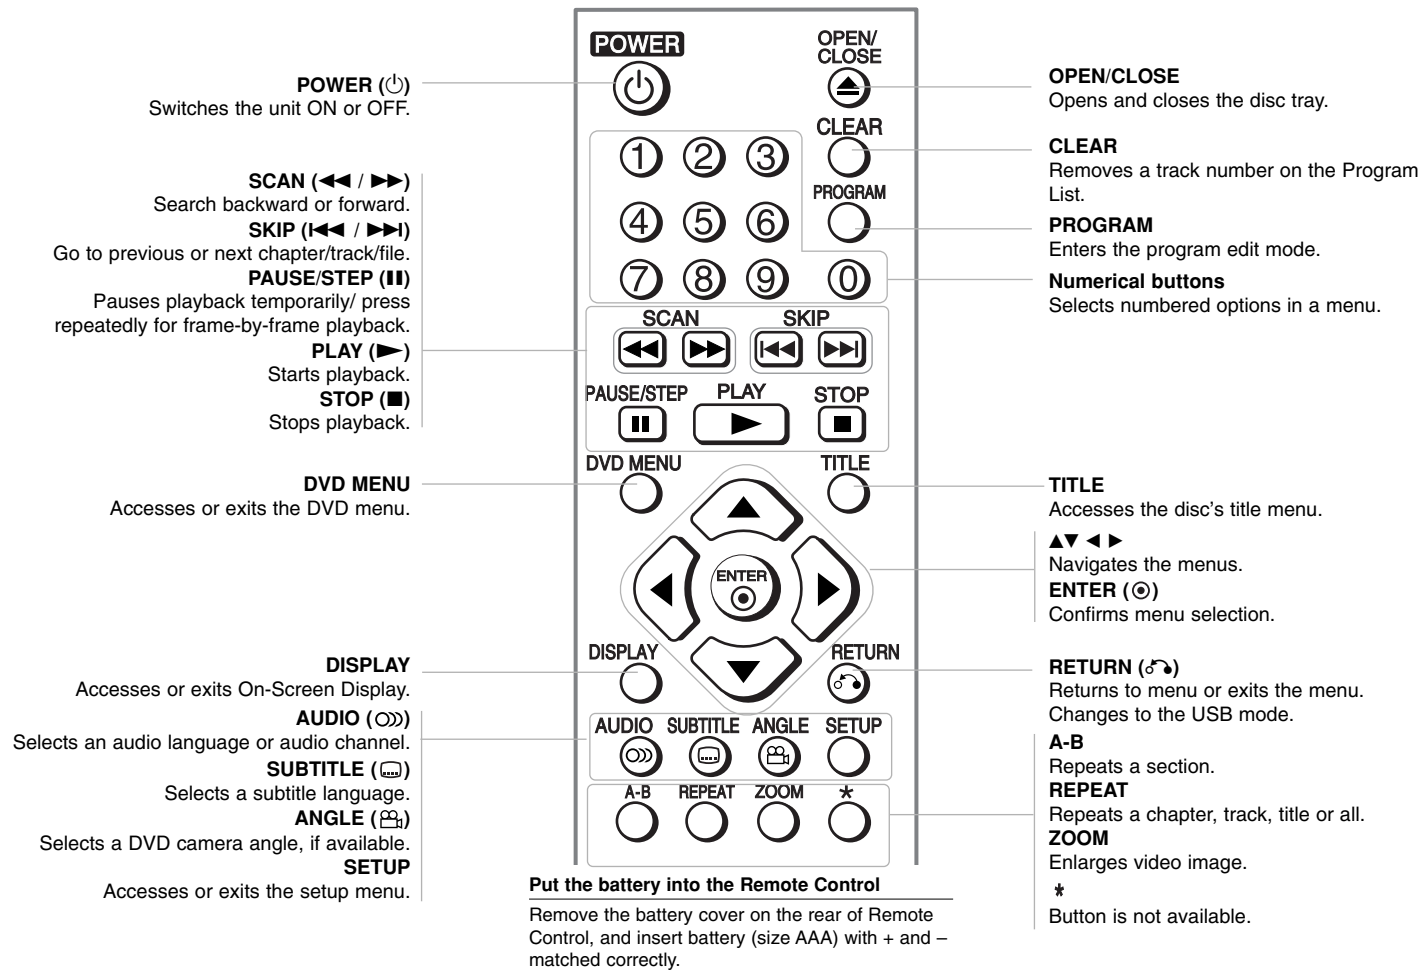 POWER (⏻)
Switches the unit ON or OFF.
SCAN (◀◀ / ▶▶)
Search backward or forward.
SKIP (I◀◀ / ▶▶I)
Go to previous or next chapter/track/file.
PAUSE/STEP (II)
Pauses playback temporarily/ press
repeatedly for frame-by-frame playback.
PLAY (▶)
Starts playback.
STOP (■)
Stops playback.
DVD MENU
Accesses or exits the DVD menu.
DISPLAY
Accesses or exits On-Screen Display.
AUDIO
Selects an audio language or audio channel.
SUBTITLE
Selects a subtitle language.
ANGLE
Selects a DVD camera angle, if available.
SETUP
Accesses or exits the setup menu.
POWER
OPEN/
CLOSE
CLEAR
1 2 3
PROGRAM
4 5 6
7 8 9 0
SCAN SKIP
PAUSE/STEP PLAY STOP
DVD MENU TITLE
ENTER
DISPLAY RETURN
AUDIO SUBTITLE ANGLE SETUP
A-B REPEAT ZOOM *
Put the battery into the Remote Control
Remove the battery cover on the rear of Remote
Control, and insert battery (size AAA) with + and –
matched correctly.
OPEN/CLOSE
Opens and closes the disc tray.
CLEAR
Removes a track number on the Program
List.
PROGRAM
Enters the program edit mode.
Numerical buttons
Selects numbered options in a menu.
TITLE
Accesses the disc's title menu.
▲▼ ◀ ▶
Navigates the menus.
ENTER (◉)
Confirms menu selection.
RETURN
Returns to menu or exits the menu.
Changes to the USB mode.
A-B
Repeats a section.
REPEAT
Repeats a chapter, track, title or all.
ZOOM
Enlarges video image.
*
Button is not available.